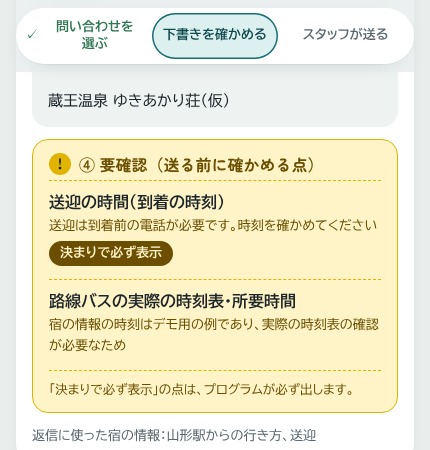 ✓ 問い合わせを
選ぶ
下書きを確かめる
スタッフが送る
蔵王温泉 ゆきあかり荘(仮)
! ④ 要確認(送る前に確かめる点)
送迎の時間(到着の時刻)
送迎は到着前の電話が必要です。時刻を確かめてください
決まりで必ず表示
路線バスの実際の時刻表・所要時間
宿の情報の時刻はデモ用の例であり、実際の時刻表の確認
が必要なため
「決まりで必ず表示」の点は、プログラムが必ず出します。
返信に使った宿の情報:山形駅からの行き方、送迎